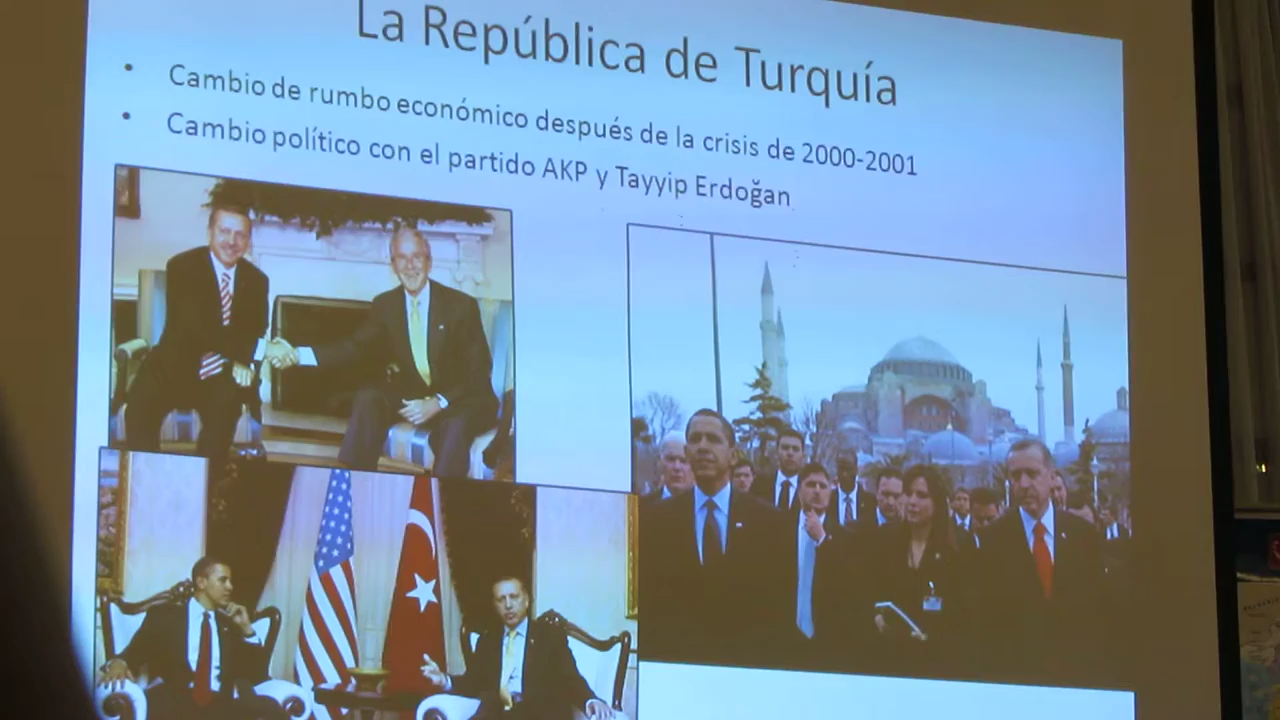 La República de Turquía
• Cambio de rumbo económico después de la crisis de 2000-2001
• Cambio político con el partido AKP y Tayyip Erdoğan